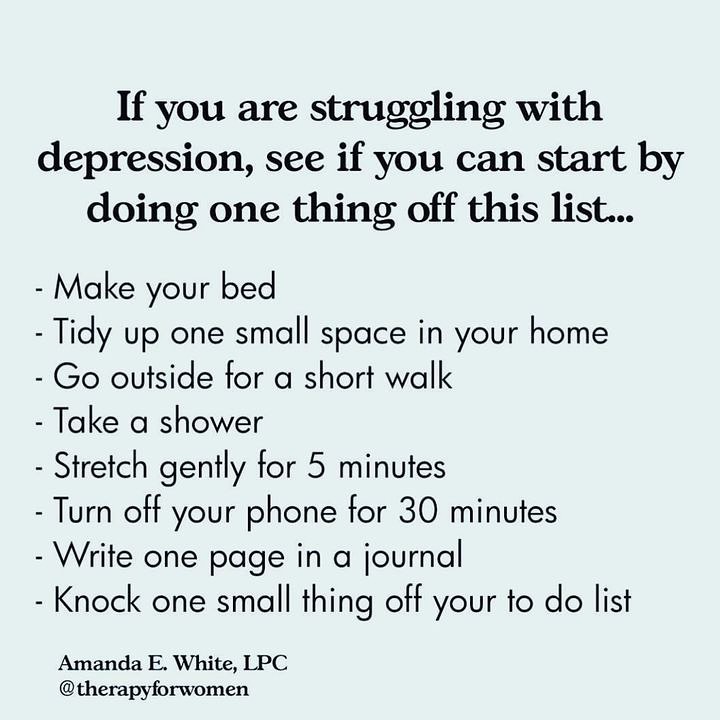 If you are struggling with
depression, see if you can start by
doing one thing off this list...
- Make your bed
- Tidy up one small space in your home
- Go outside for a short walk
- Take a shower
- Stretch gently for 5 minutes
- Turn off your phone for 30 minutes
- Write one page in a journal
- Knock one small thing off your to do list
Amanda E. White, LPC
@therapyforwomen